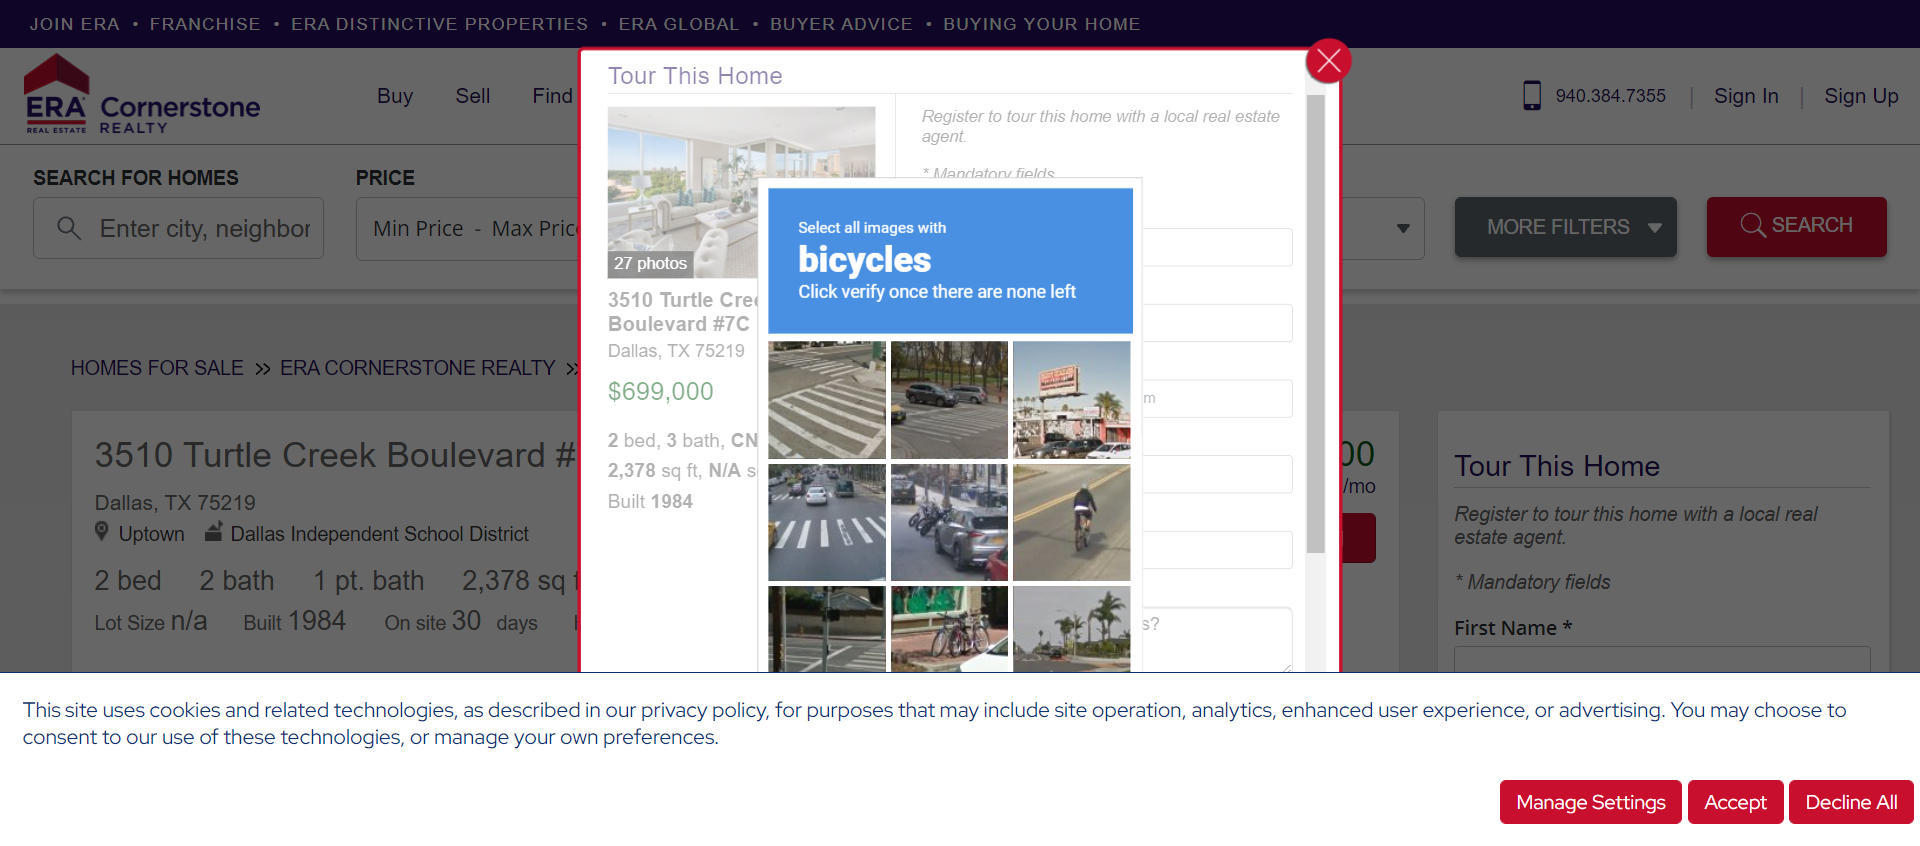 JOIN ERA • FRANCHISE • ERA DISTINCTIVE PROPERTIES • ERA GLOBAL • BUYER ADVICE • BUYING YOUR HOME
ERA
REAL ESTATE
Cornerstone
REALTY
Buy Sell Find
940.384.7355 | Sign In | Sign Up
SEARCH FOR HOMES
Enter city, neighbor
PRICE
Min Price - Max Pric
MORE FILTERS
SEARCH
HOMES FOR SALE » ERA CORNERSTONE REALTY »
3510 Turtle Creek Boulevard #
Dallas, TX 75219
Uptown Dallas Independent School District
2 bed 2 bath 1 pt. bath 2,378 sq
Lot Size n/a Built 1984 On site 30 days
00
/mo
Tour This Home
27 photos
3510 Turtle Cree
Boulevard #7C
Dallas, TX 75219
$699,000
2 bed, 3 bath, CN
2,378 sq ft, N/A s
Built 1984
Register to tour this home with a local real estate
agent.
* Mandatory fields
m
s?
Select all images with
bicycles
Click verify once there are none left
Tour This Home
Register to tour this home with a local real
estate agent.
* Mandatory fields
First Name *
This site uses cookies and related technologies, as described in our privacy policy, for purposes that may include site operation, analytics, enhanced user experience, or advertising. You may choose to
consent to our use of these technologies, or manage your own preferences.
Manage Settings Accept Decline All